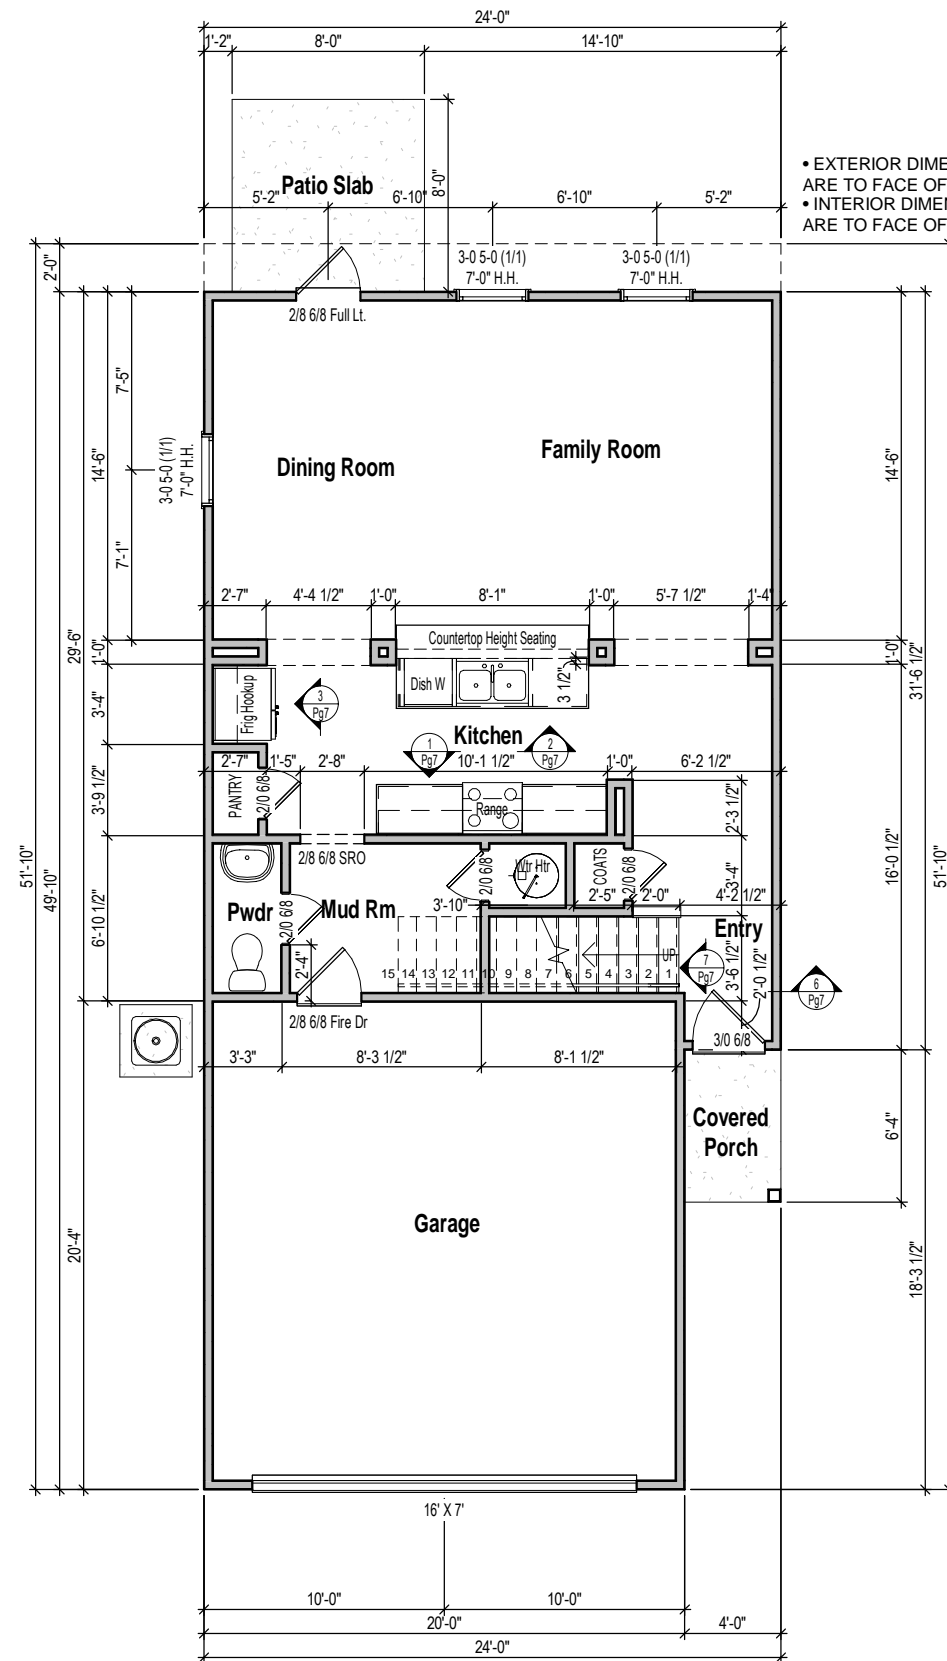 24'-0"
1'-2"
8'-0"
14'-10"
• EXTERIOR DIME
ARE TO FACE OF
• INTERIOR DIMEN
ARE TO FACE OF
Patio Slab
8'-0"
5'-2"
6'-10"
6'-10"
5'-2"
3-0 5-0 (1/1)
7'-0" H.H.
3-0 5-0 (1/1)
7'-0" H.H.
2'-0"
2/8 6/8 Full Lt.
7'-5"
3-0 5-0 (1/1)
7'-0" H.H.
14'-6"
14'-6"
7'-1"
Dining Room
Family Room
2'-7"
4'-4 1/2"
1'-0"
8'-1"
1'-0"
5'-7 1/2"
1'-4"
29'-6"
1'-0"
1'-0"
31'-6 1/2"
Countertop Height Seating
Dish W
3 1/2"
Frig Hookup
3
Pg7
3'-4"
Kitchen
1
Pg7
2
Pg7
2'-7"
1'-5"
2'-8"
10'-1 1/2"
1'-0"
6'-2 1/2"
PANTRY
2/0 6/8
Range
3'-9 1/2"
2'-3 1/2"
51'-10"
49'-10"
16'-0 1/2"
51'-10"
2/8 6/8 SRO
2/0 6/8
Wtr Htr
COATS
2/0 6/8
3'-4"
6'-10 1/2"
Pwdr
2/0 6/8
Mud Rm
3'-10"
2'-5"
2'-0"
4'-2 1/2"
Entry
2'-4"
UP
15 14 13 12 11 10 9 8 7 6 5 4 3 2 1
7
Pg7
3'-6 1/2"
2'-0 1/2"
6
Pg7
2/8 6/8 Fire Dr
3/0 6/8
3'-3"
8'-3 1/2"
8'-1 1/2"
Covered
Porch
6'-4"
Garage
20'-4"
18'-3 1/2"
16' X 7'
10'-0"
10'-0"
20'-0"
4'-0"
24'-0"